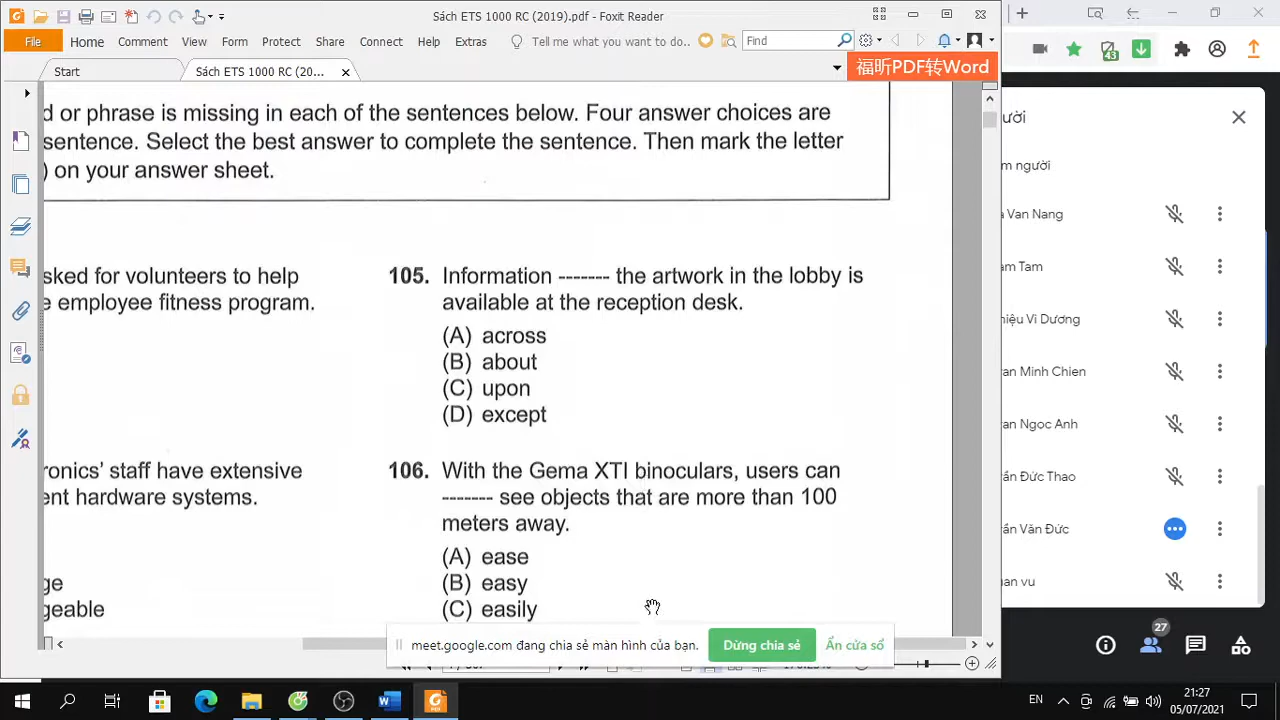 Sách ETS 1000 RC (2019).pdf - Foxit Reader
File Home Comment View Form Protect Share Connect Help Extras Tell me what you want to do.. Find
Start Sách ETS 1000 RC (20... 福昕PDF转Word
d or phrase is missing in each of the sentences below. Four answer choices are
sentence. Select the best answer to complete the sentence. Then mark the letter
) on your answer sheet.
sked for volunteers to help
e employee fitness program.
ronics' staff have extensive
ent hardware systems.
ge
geable
105. Information ------- the artwork in the lobby is
available at the reception desk.
(A) across
(B) about
(C) upon
(D) except
106. With the Gema XTI binoculars, users can
------- see objects that are more than 100
meters away.
(A) ease
(B) easy
(C) easily
meet.google.com đang chia sẻ màn hình của bạn. Dừng chia sẻ Ẩn cửa sổ
43
ười
m người
a Van Nang
am Tam
hiệu Vi Dương
ran Minh Chien
ran Ngoc Anh
rần Đức Thao
rần Văn Đức
uan vu
27
EN
21:27
05/07/2021